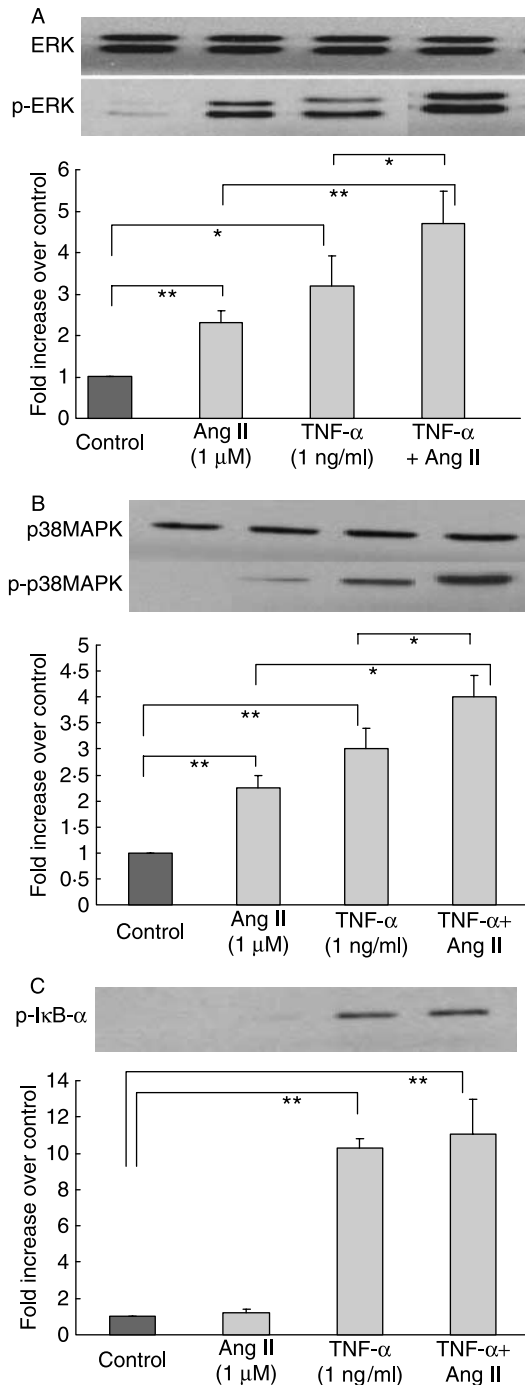 A
ERK
p-ERK
Fold increase over control
6
5
4
3
2
1
0
*
**
*
**
Control
Ang II
(1 μM)
TNF-α
(1 ng/ml)
TNF-α
+ Ang II
B
p38MAPK
p-p38MAPK
Fold increase over control
5
4·5
4
3·5
3
2·5
2
1·5
1
0·5
0
*
*
**
**
Control
Ang II
(1 μM)
TNF-α
(1 ng/ml)
TNF-α+
Ang II
C
p-IκB-α
Fold increase over control
14
12
10
8
6
4
2
0
**
**
Control
Ang II
(1 μM)
TNF-α
(1 ng/ml)
TNF-α+
Ang II